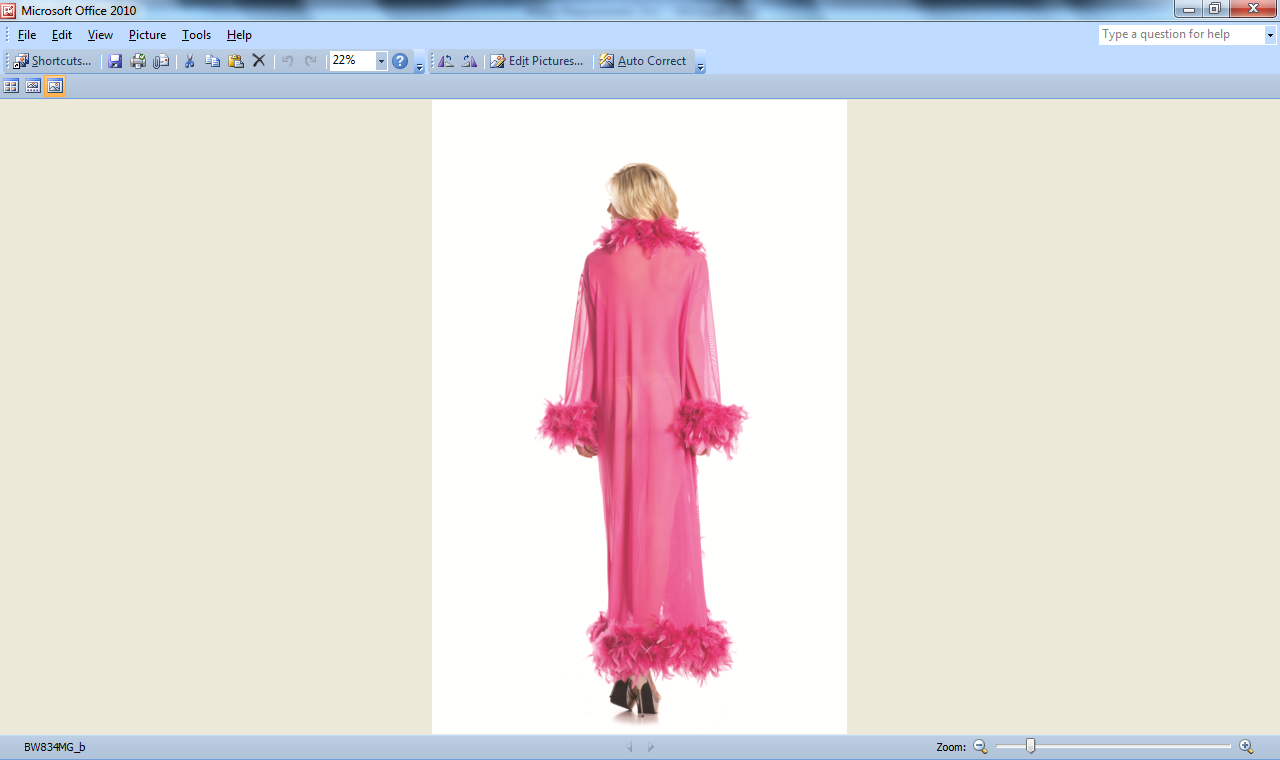 Microsoft Office 2010
File Edit View Picture Tools Help Type a question for help
Shortcuts... 22% Edit Pictures... Auto Correct
BW834MG_b Zoom: